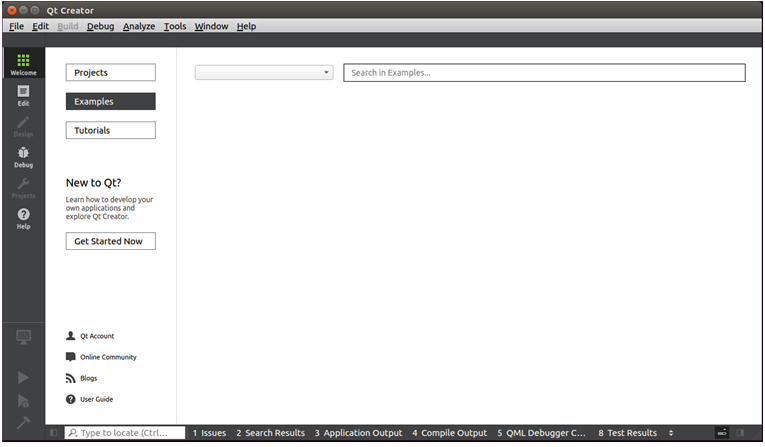 Qt Creator
File Edit Build Debug Analyze Tools Window Help
Welcome
Edit
Design
Debug
Projects
Help
Projects
Examples
Tutorials
New to Qt?
Learn how to develop your
own applications and
explore Qt Creator.
Get Started Now
Qt Account
Online Community
Blogs
User Guide
Search in Examples...
Type to locate (Ctrl...
1 Issues 2 Search Results 3 Application Output 4 Compile Output 5 QML Debugger C... 8 Test Results